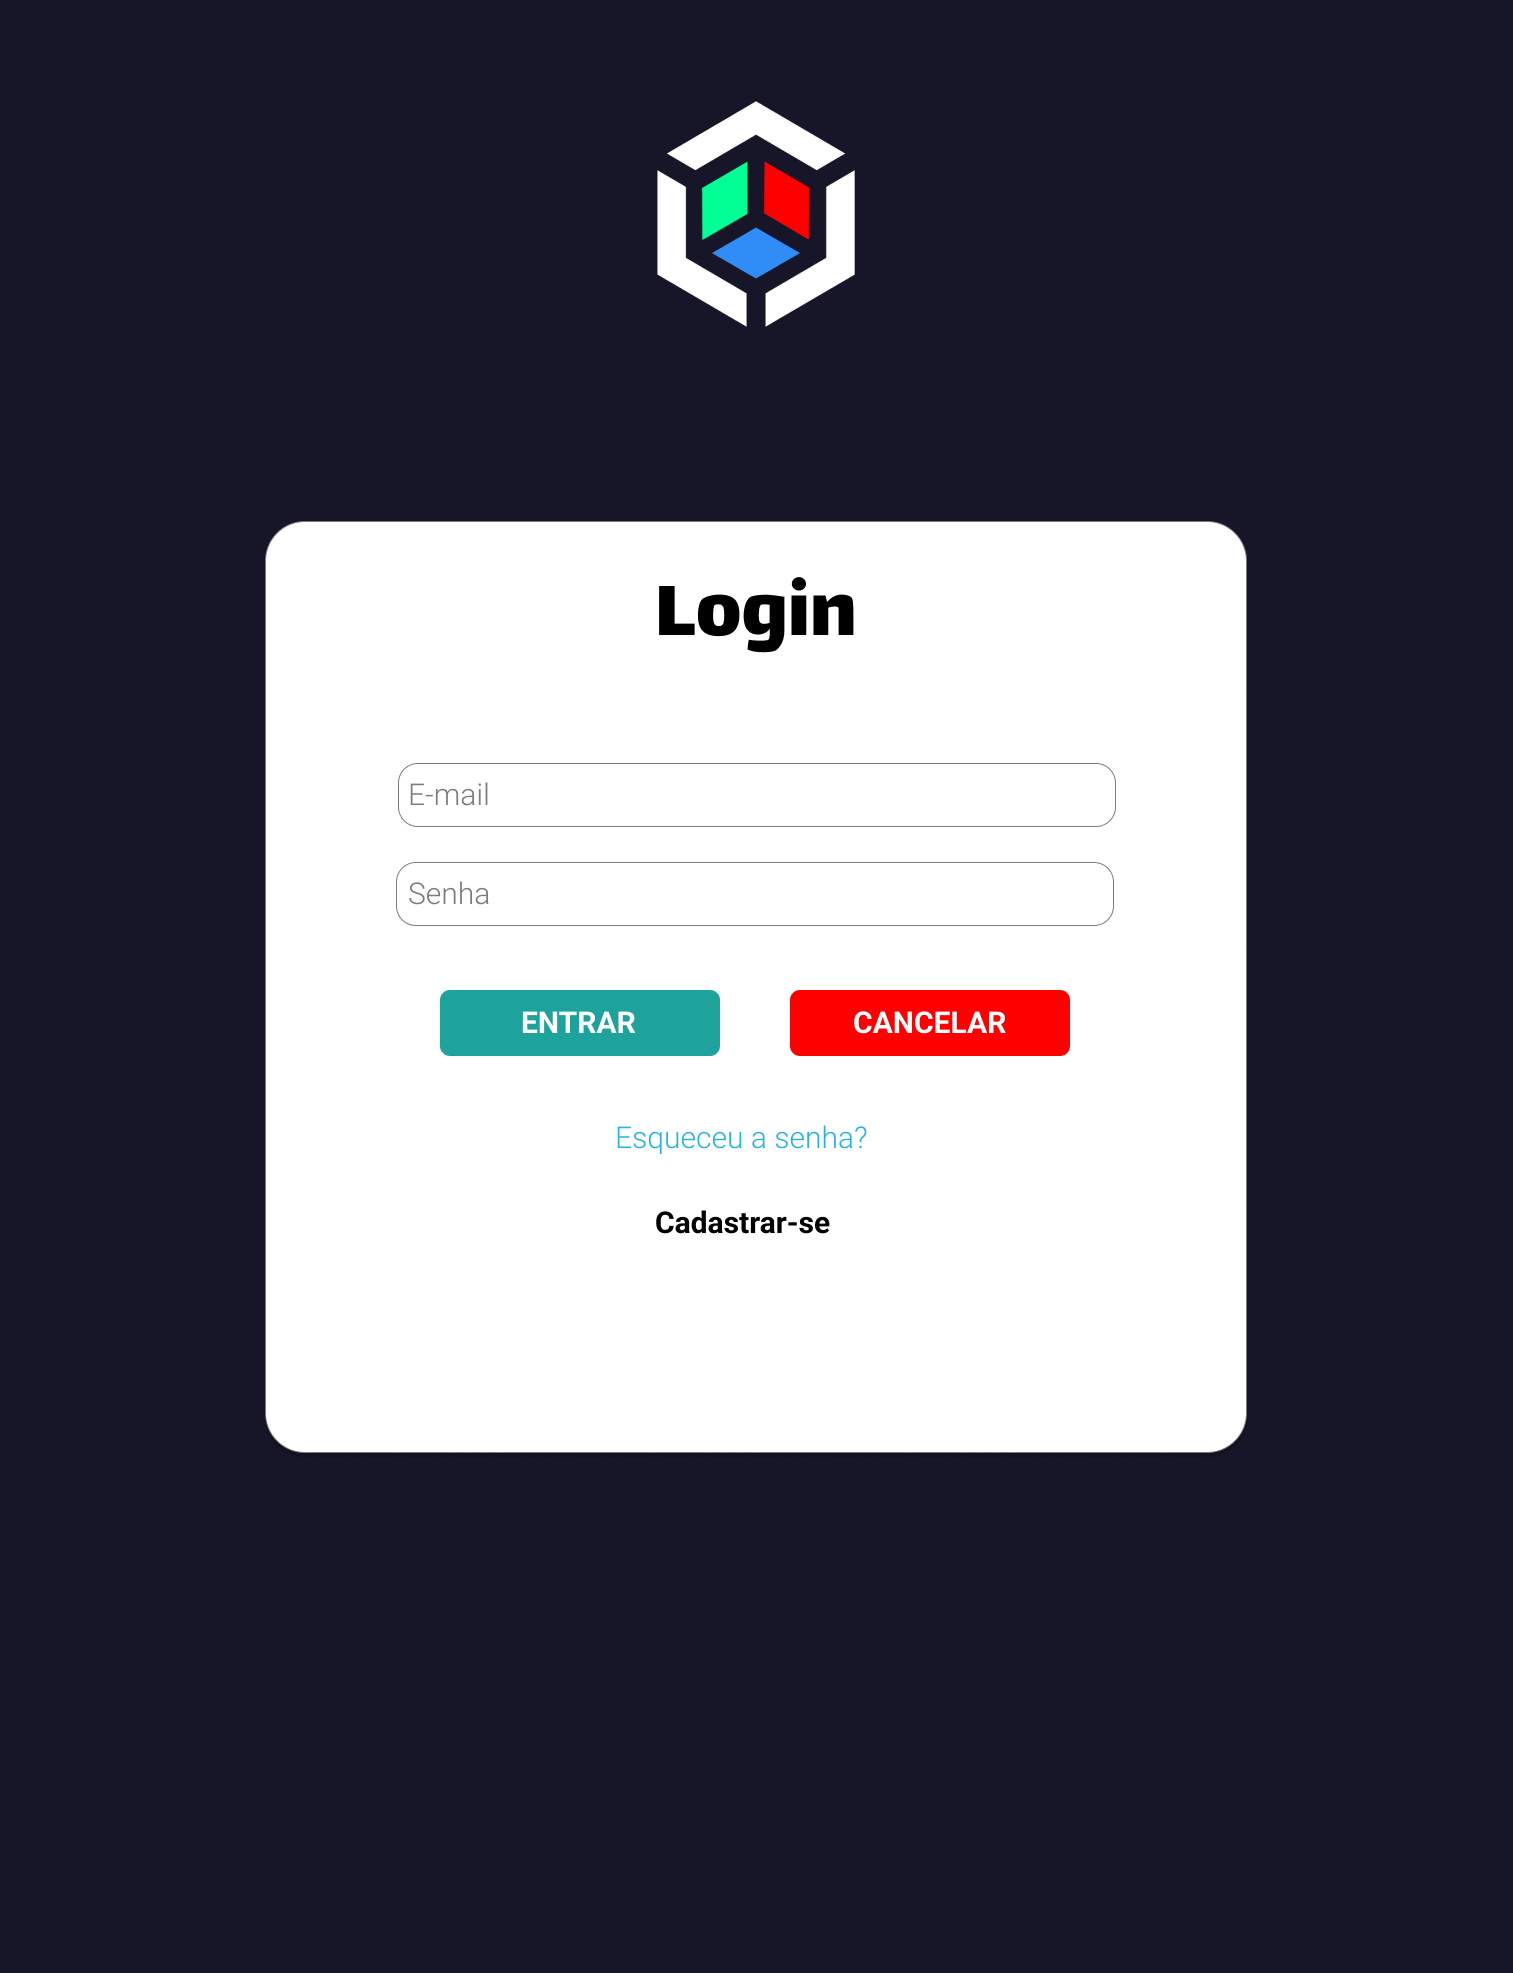 Login
E-mail
Senha
ENTRAR CANCELAR
Esqueceu a senha?
Cadastrar-se